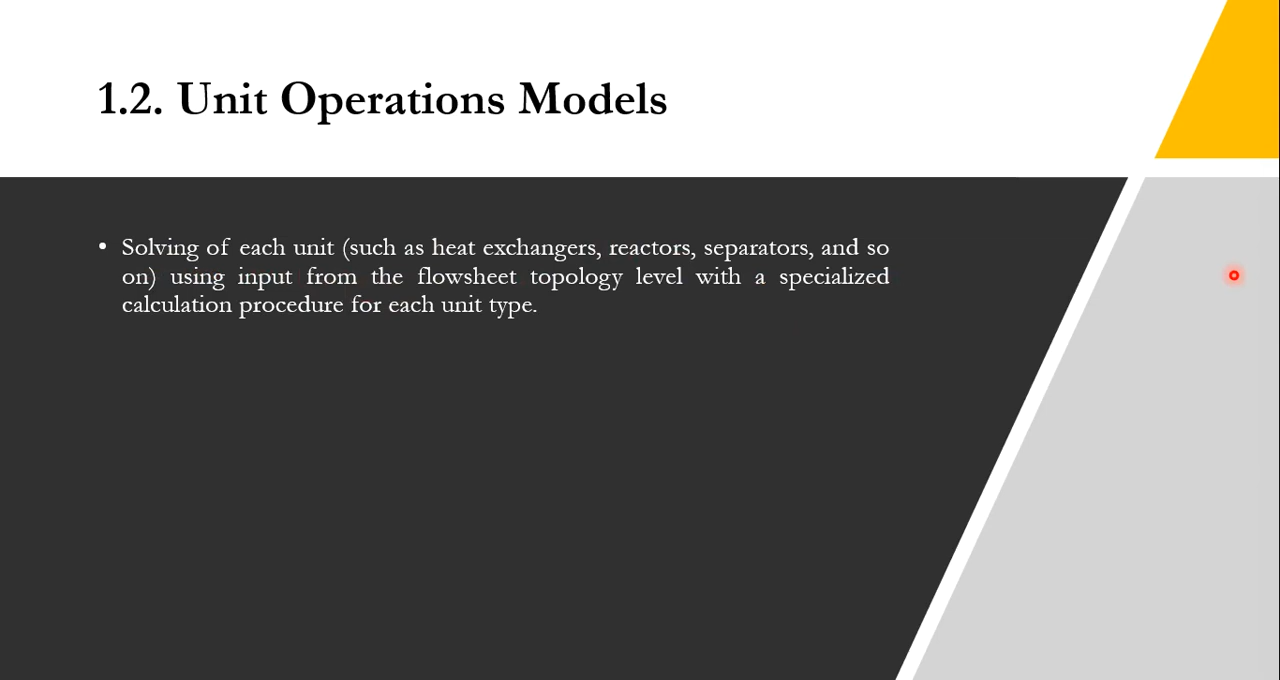 1.2. Unit Operations Models
• Solving of each unit (such as heat exchangers, reactors, separators, and so
on) using input from the flowsheet topology level with a specialized
calculation procedure for each unit type.